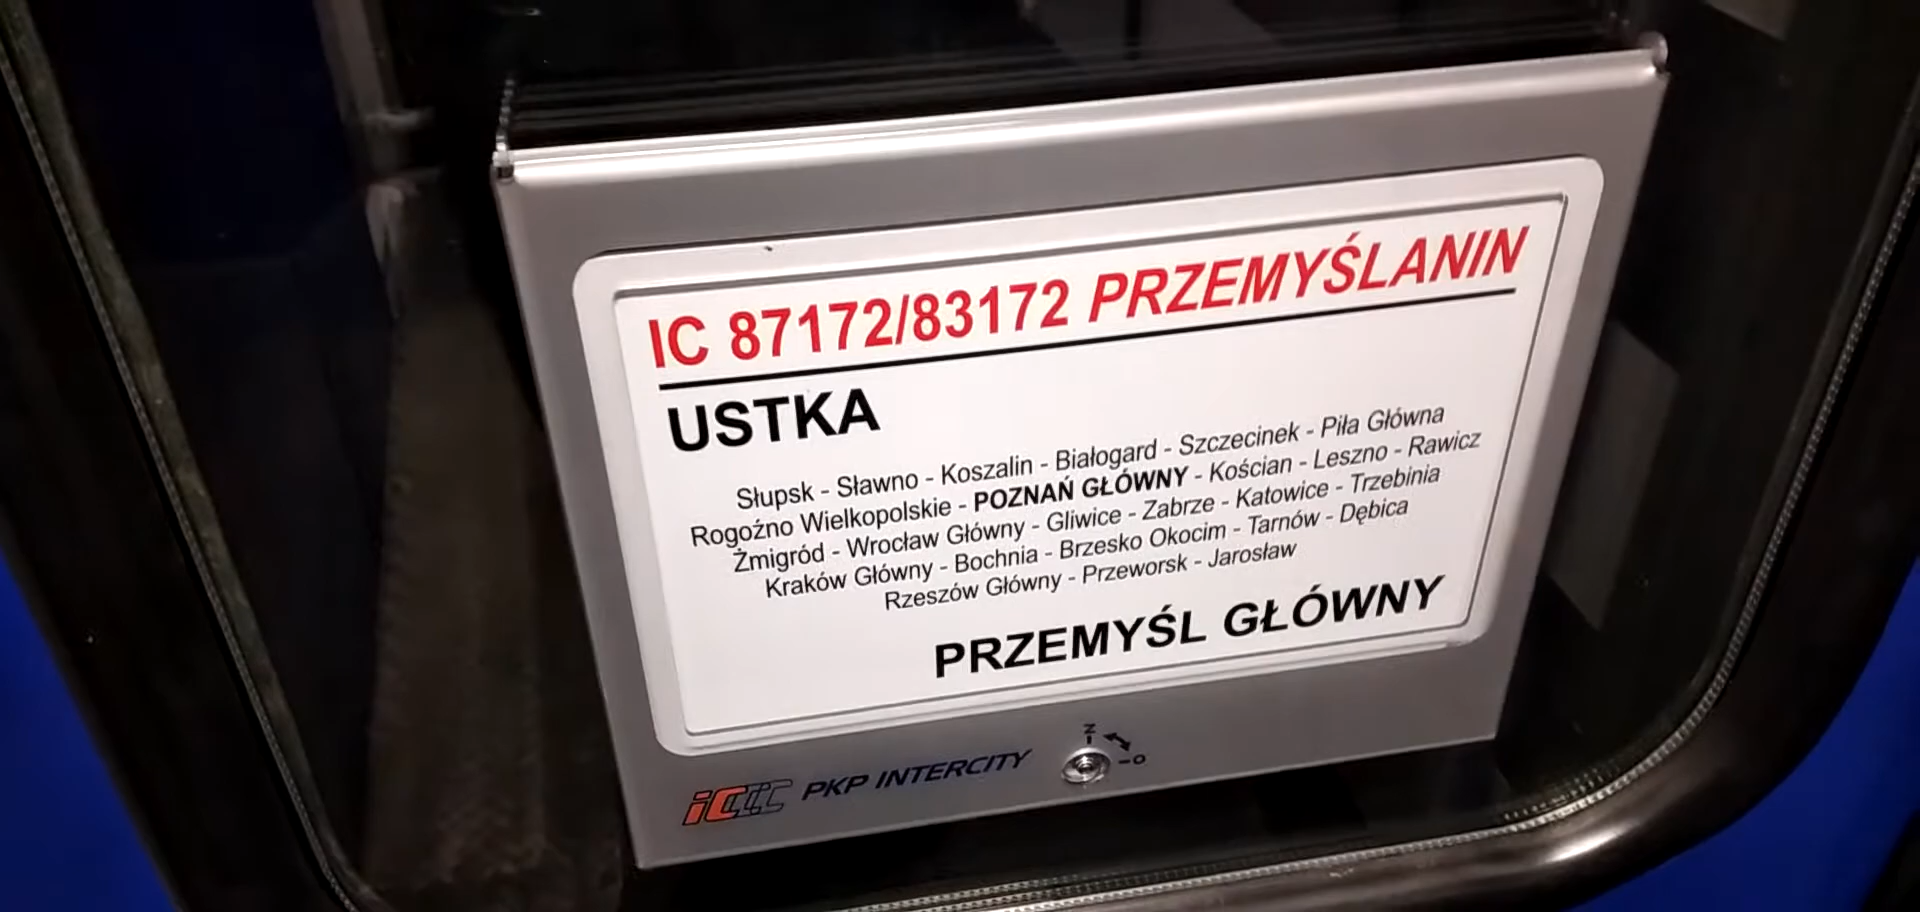 IC 87172/83172 PRZEMYŚLANIN
USTKA
Słupsk - Sławno - Koszalin - Białogard - Szczecinek - Piła Główna
Rogoźno Wielkopolskie - POZNAŃ GŁÓWNY - Kościan - Leszno - Rawicz
Żmigród - Wrocław Główny - Gliwice - Zabrze - Katowice - Trzebinia
Kraków Główny - Bochnia - Brzesko Okocim - Tarnów - Dębica
Rzeszów Główny - Przeworsk - Jarosław
PRZEMYŚL GŁÓWNY
iC PKP INTERCITY
Z
O